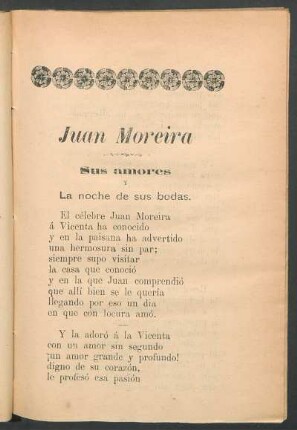 Juan Moreira
Sus amores
Y
La noche de sus bodas.
El célebre Juan Moreira
á Vicenta ha conocido
y en la paisana ha advertido
una hermosura sin par;
siempre supo visitar
la casa que conoció
y en la que Juan comprendió
que allí bien se le quería
llegando por eso un dia
en que con locura amó.
Y la adoró á la Vicenta
con un amor sin segundo
¡un amor grande y profundo!
digno de su corazón,
le profesó esa pasión